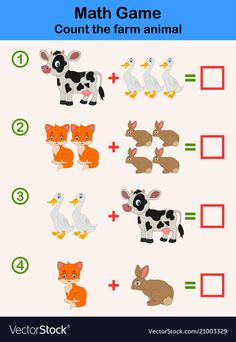 Math Game
Count the farm animal
1 + =
2 + =
3 + =
4 + =
VectorStock®
VectorStock.com/21003329